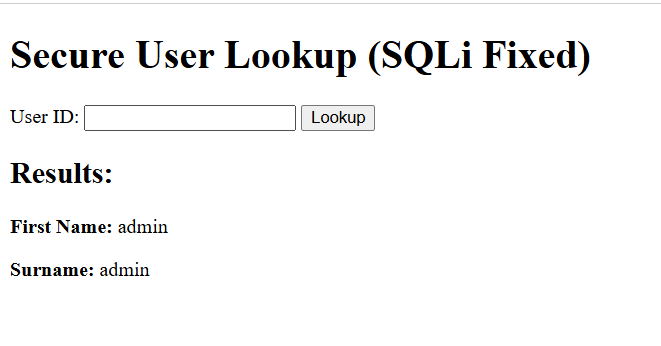 Secure User Lookup (SQLi Fixed)
User ID: Lookup
Results:
First Name: admin
Surname: admin